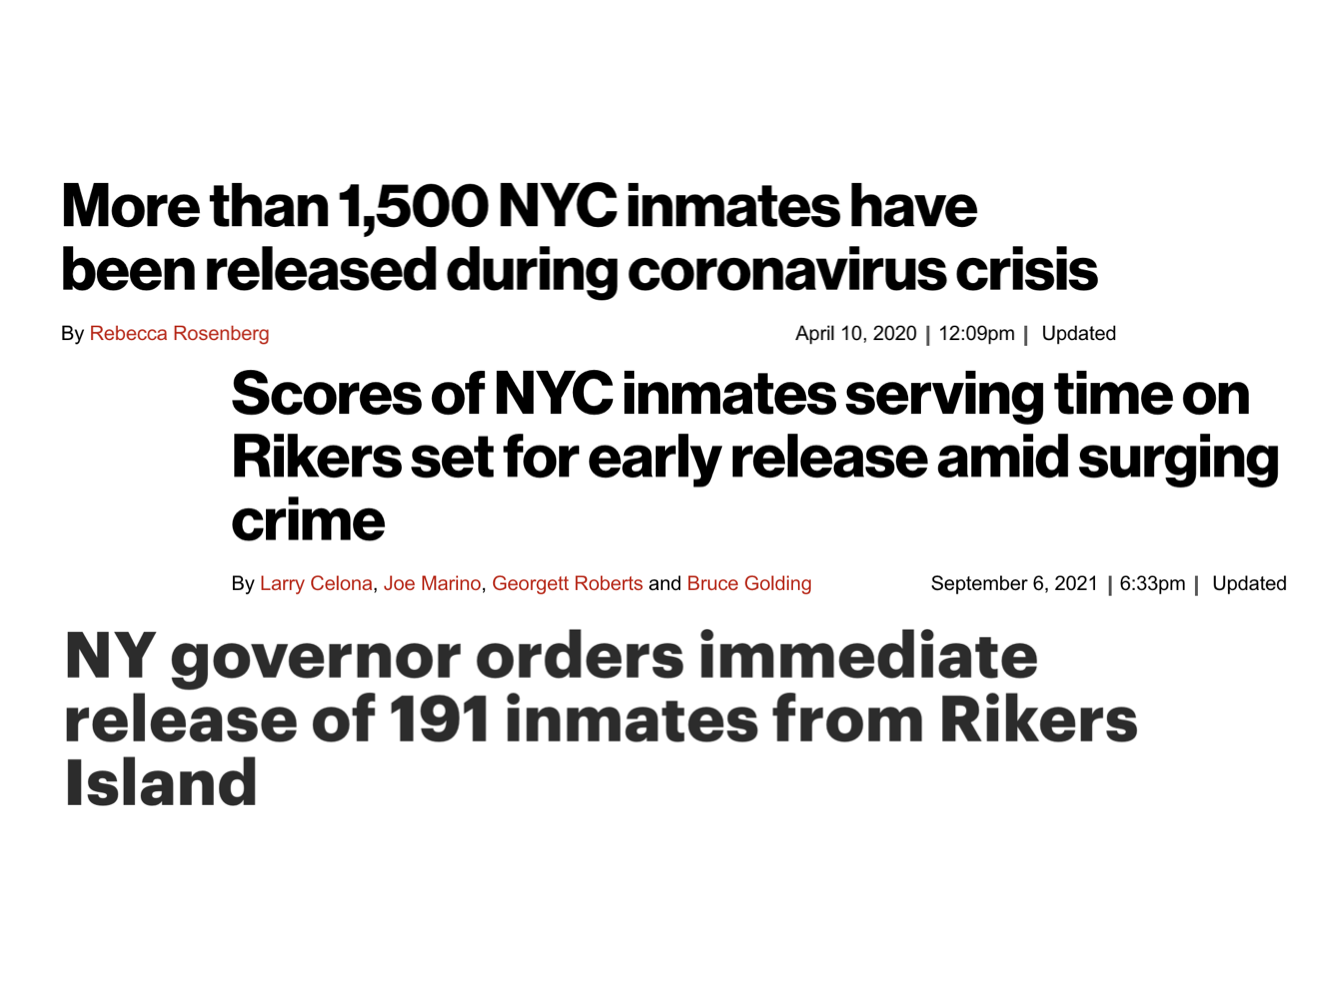 More than 1,500 NYC inmates have
been released during coronavirus crisis
By Rebecca Rosenberg April 10, 2020 | 12:09pm | Updated
Scores of NYC inmates serving time on
Rikers set for early release amid surging
crime
By Larry Celona, Joe Marino, Georgett Roberts and Bruce Golding September 6, 2021 | 6:33pm | Updated
NY governor orders immediate
release of 191 inmates from Rikers
Island